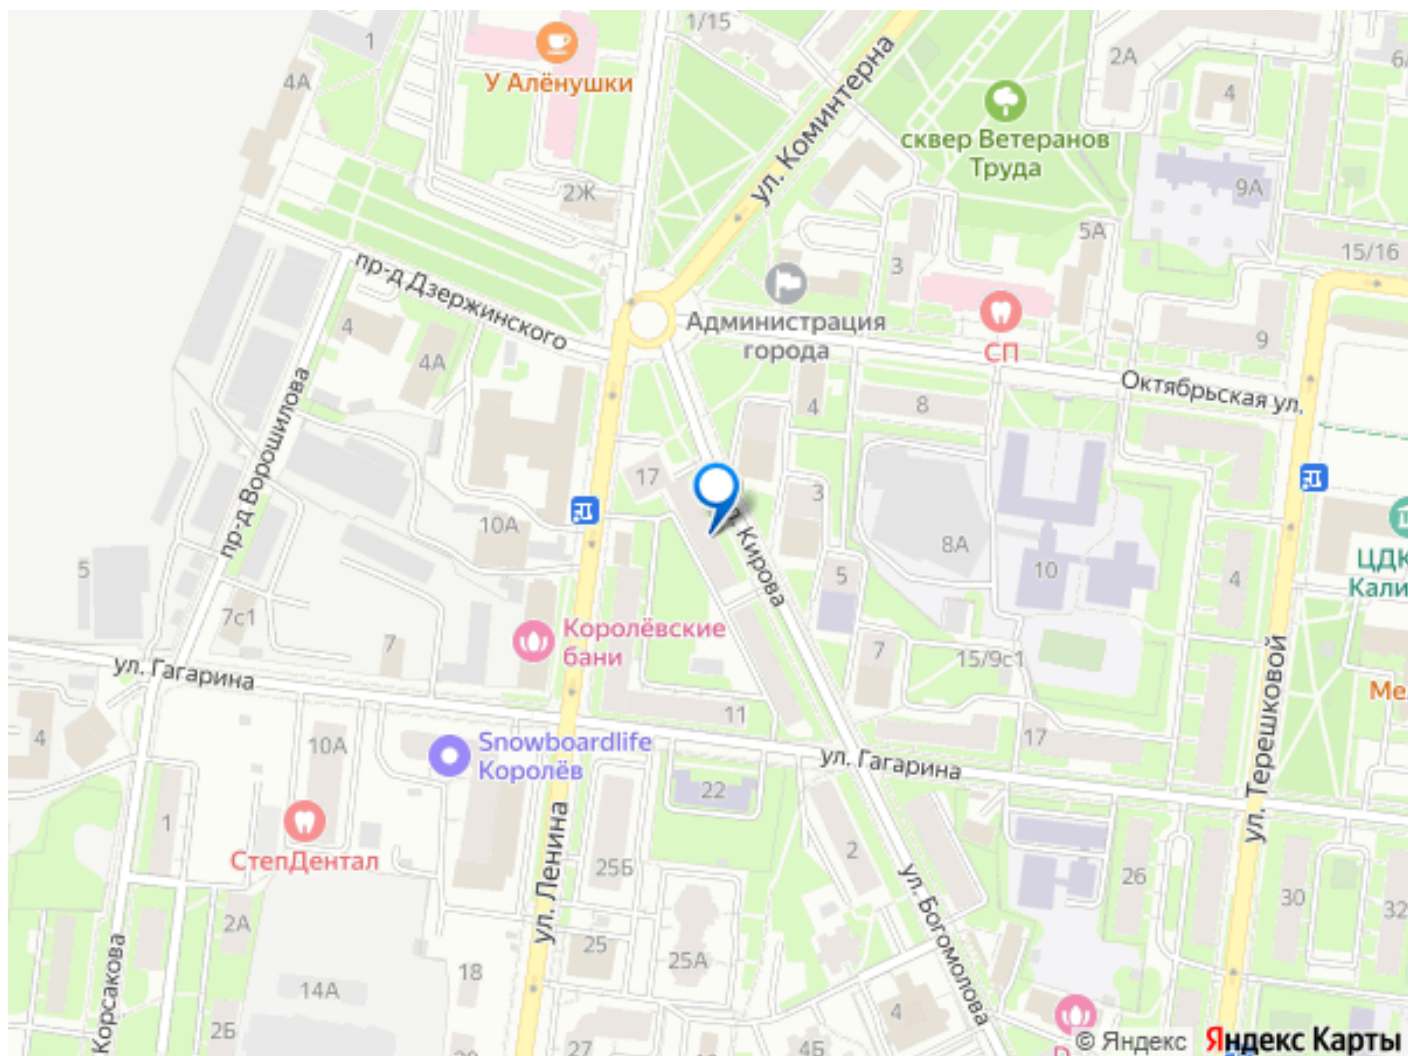 1
1/15
4А
У Алёнушки
ул. Коминтерна
2А
4
сквер Ветеранов
Труда
2Ж
9А
5А
15/16
3
пр-д Дзержинского
Администрация
города
СП
9
4
4А
Октябрьская ул.
4
8
пр-д Ворошилова
17
3
10А
Кирова
8А
5
5
10
4
ЦДК
Кали
7с1
7
Королёвские
бани
7
15/9с1
ул. Гагарина
ул. Терешковой
Ме
4
11
17
10А
Snowboardlife
Королёв
ул. Гагарина
22
1
СтепДентал
ул. Ленина
25Б
2
26
30
32
2А
25
25А
ул. Богомолова
18
14А
4
Корсакова
2Б
27
4Б
© Яндекс
Яндекс Карты